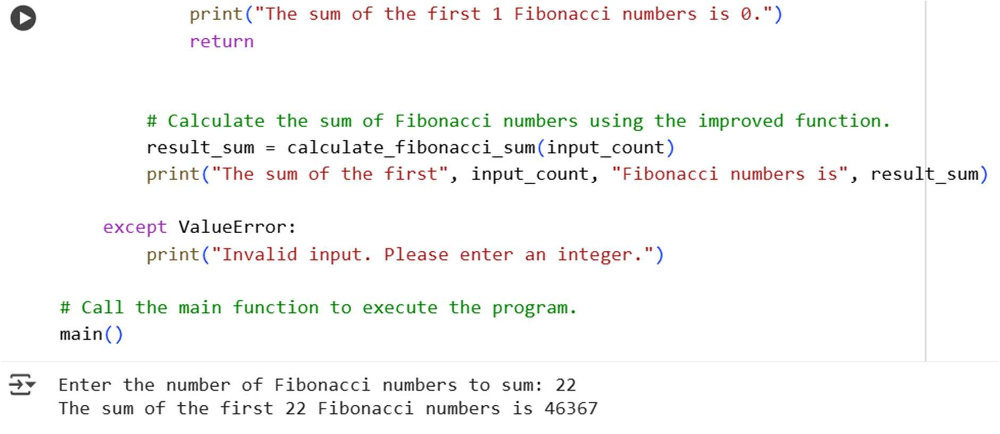 print("The sum of the first 1 Fibonacci numbers is 0.")
return
# Calculate the sum of Fibonacci numbers using the improved function.
result_sum = calculate_fibonacci_sum(input_count)
print("The sum of the first", input_count, "Fibonacci numbers is", result_sum)
except ValueError:
print("Invalid input. Please enter an integer.")
# Call the main function to execute the program.
main()
Enter the number of Fibonacci numbers to sum: 22
The sum of the first 22 Fibonacci numbers is 46367